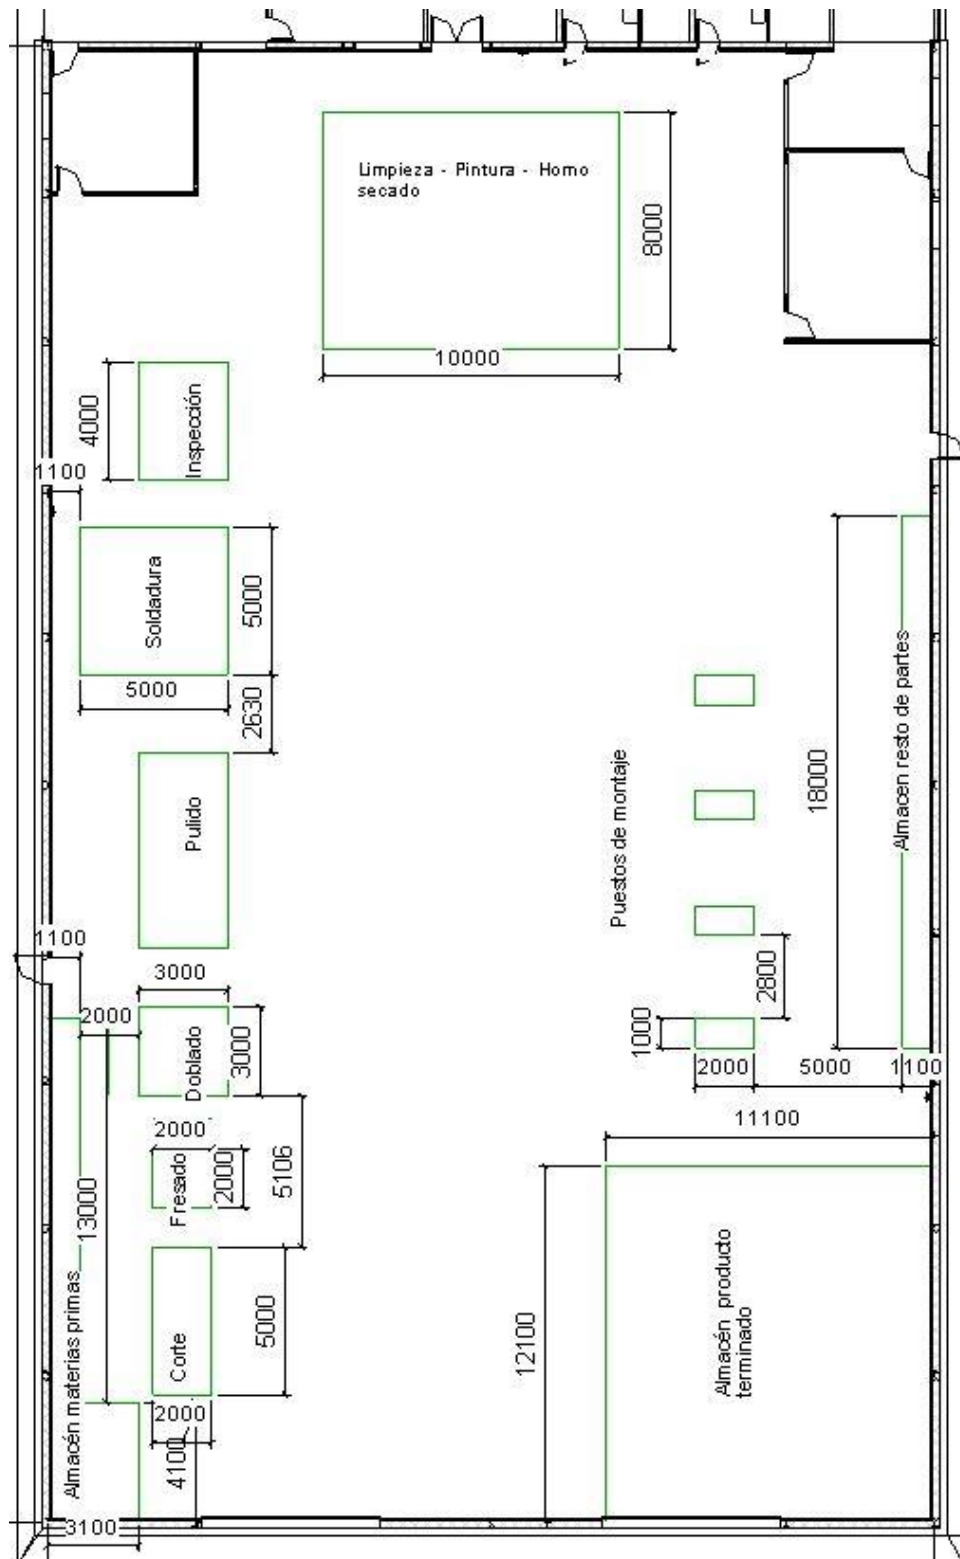 Limpieza - Pintura - Horno
secado
8000
10000
4000
Inspección
1100
Soldadura
5000
5000
2630
Pulido
Puestos de montaje
18000
Almacen resto de partes
1100
3000
2000
Doblado
3000
2800
1000
2000
5000
1100
11100
2000
Fresado
2000
5106
13000
Almacén materias primas
Corte
5000
12100
Almacén producto
terminado
2000
4100
3100